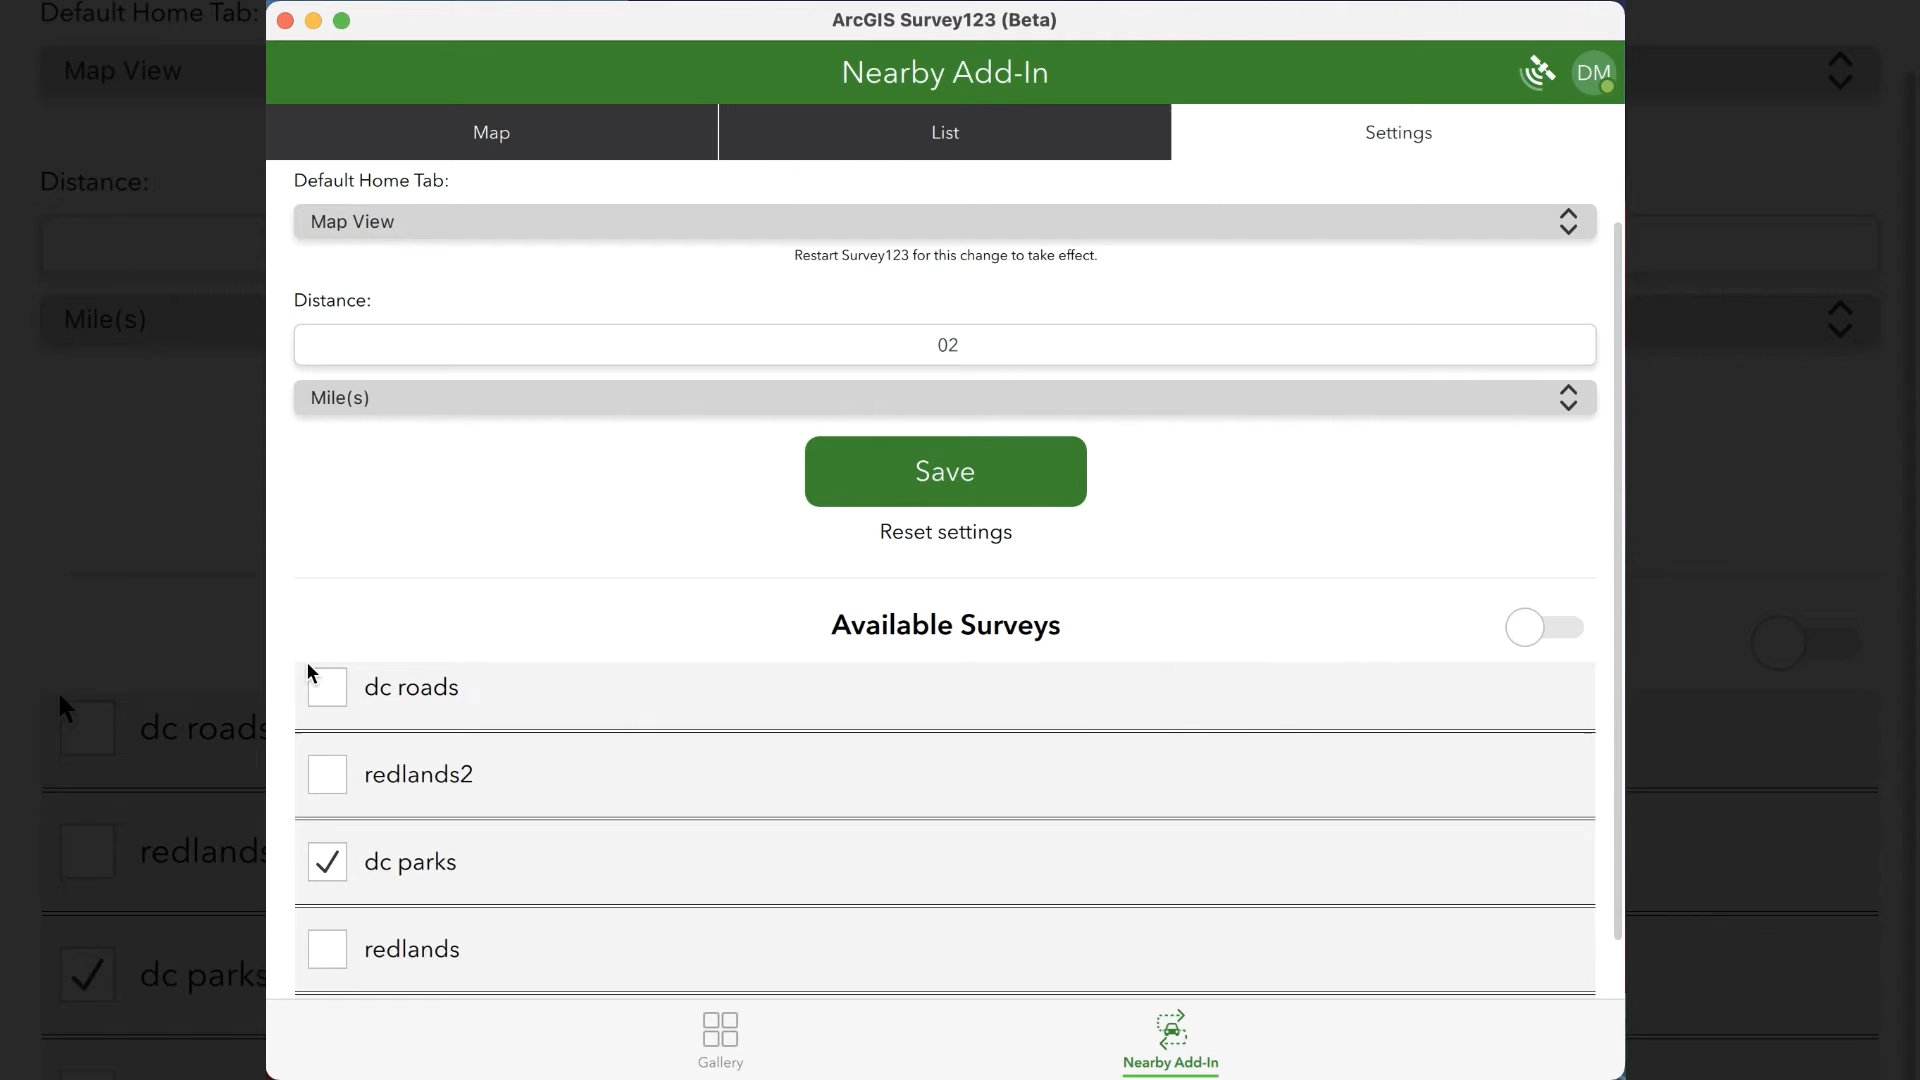 Default Home Tab:
Map View
Distance:
Mile(s)
dc roads
redlands
dc parks
ArcGIS Survey123 (Beta)
Nearby Add-In
DM
Map
List
Settings
Default Home Tab:
Map View
Restart Survey123 for this change to take effect.
Distance:
02
Mile(s)
Save
Reset settings
Available Surveys
dc roads
redlands2
dc parks
redlands
Gallery
Nearby Add-In